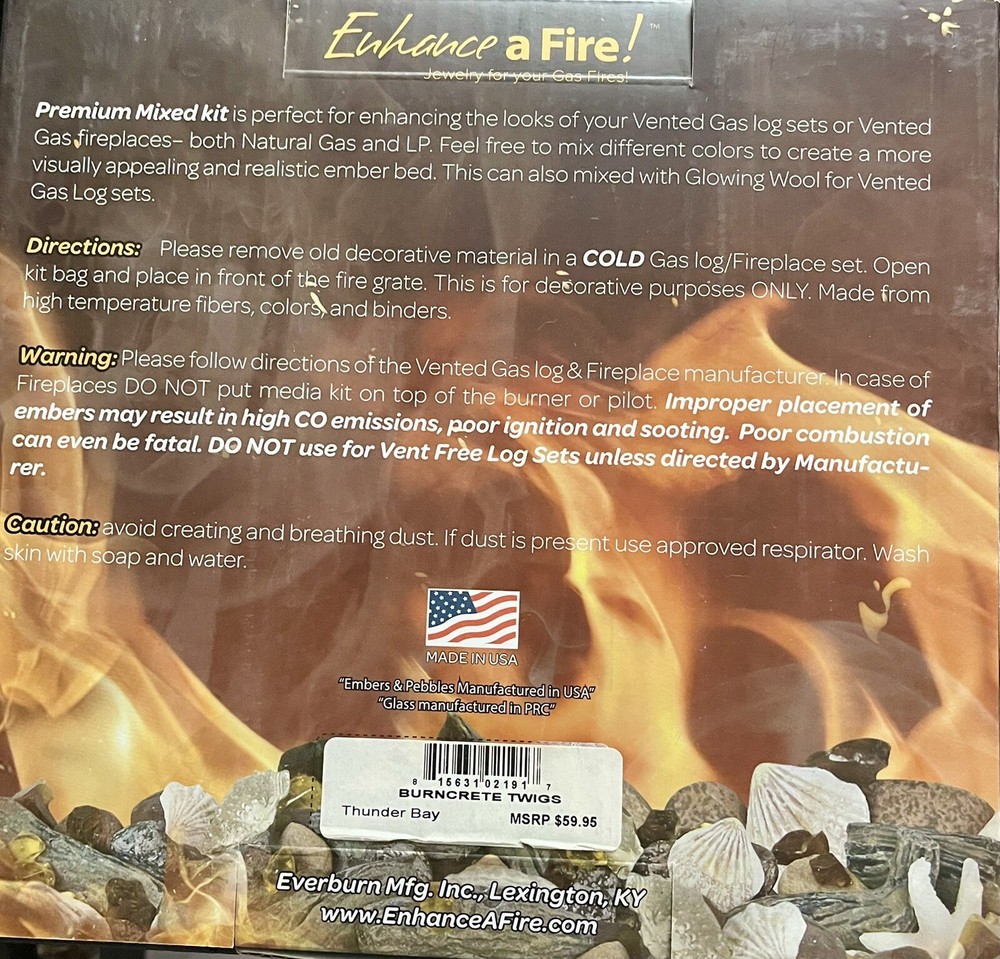 Enhance a Fire!™
Jewelry for your Gas Fires!
Premium Mixed kit is perfect for enhancing the looks of your Vented Gas log sets or Vented
Gas fireplaces– both Natural Gas and LP. Feel free to mix different colors to create a more
visually appealing and realistic ember bed. This can also mixed with Glowing Wool for Vented
Gas Log sets.
Directions: Please remove old decorative material in a COLD Gas log/Fireplace set. Open
kit bag and place in front of the fire grate. This is for decorative purposes ONLY. Made from
high temperature fibers, colors, and binders.
Warning: Please follow directions of the Vented Gas log & Fireplace manufacturer. In case of
Fireplaces DO NOT put media kit on top of the burner or pilot. Improper placement of
embers may result in high CO emissions, poor ignition and sooting. Poor combustion
can even be fatal. DO NOT use for Vent Free Log Sets unless directed by Manufactu-
rer.
Caution: avoid creating and breathing dust. If dust is present use approved respirator. Wash
skin with soap and water.
MADE IN USA
"Embers & Pebbles Manufactured in USA"
"Glass manufactured in PRC"
8 15631 02191 7
BURNCRETE TWIGS
Thunder Bay MSRP $59.95
Everburn Mfg. Inc., Lexington, KY
www.EnhanceAFire.com